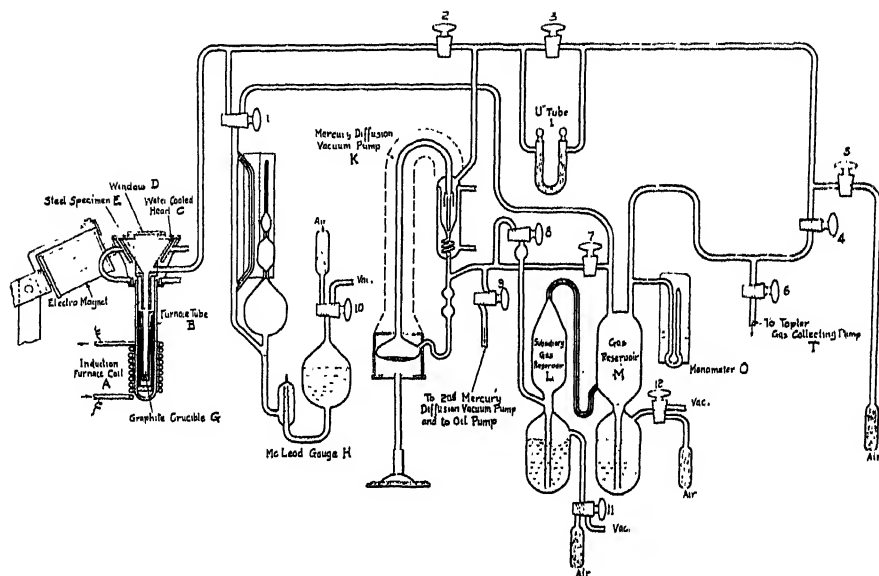 2
3
1
"U" Tube
I
Mercury Diffusion
Vacuum Pump
K
5
Window D
Steel Specimen E
Water Cooled
Head C
Air
8
7
4
Electro Magnet
Furnace Tube
B
Vac.
9
10
6
To Topler
Gas Collecting Pump
T
Subsidiary
Gas
Reservoir
L
Gas
Reservoir
M
Manometer O
Induction
Furnace Coil
A
To 2nd Mercury
Diffusion Vacuum Pump
and to Oil Pump
12
Vac.
Graphite Crucible G
McLead Gauge H
Air
Air
11
Vac.
Air